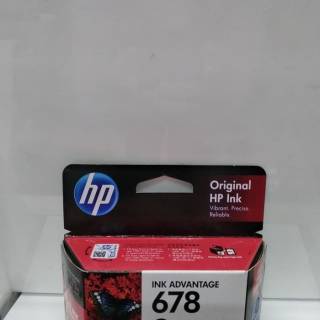 hp
Original
HP Ink
Vibrant. Precise.
Reliable.
INK ADVANTAGE
678